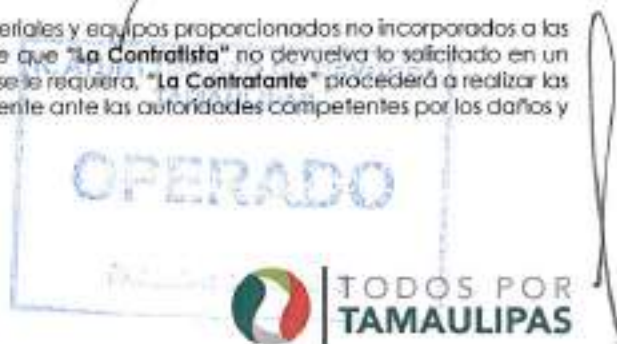 eriales y equipos proporcionados no incorporados a las
e que "La Contratista" no devuelva lo solicitado en un
se le requiera, "La Contratante" procederá a realizar las
ente ante las autoridades competentes por los daños y
OPERADO
TODOS POR
TAMAULIPAS